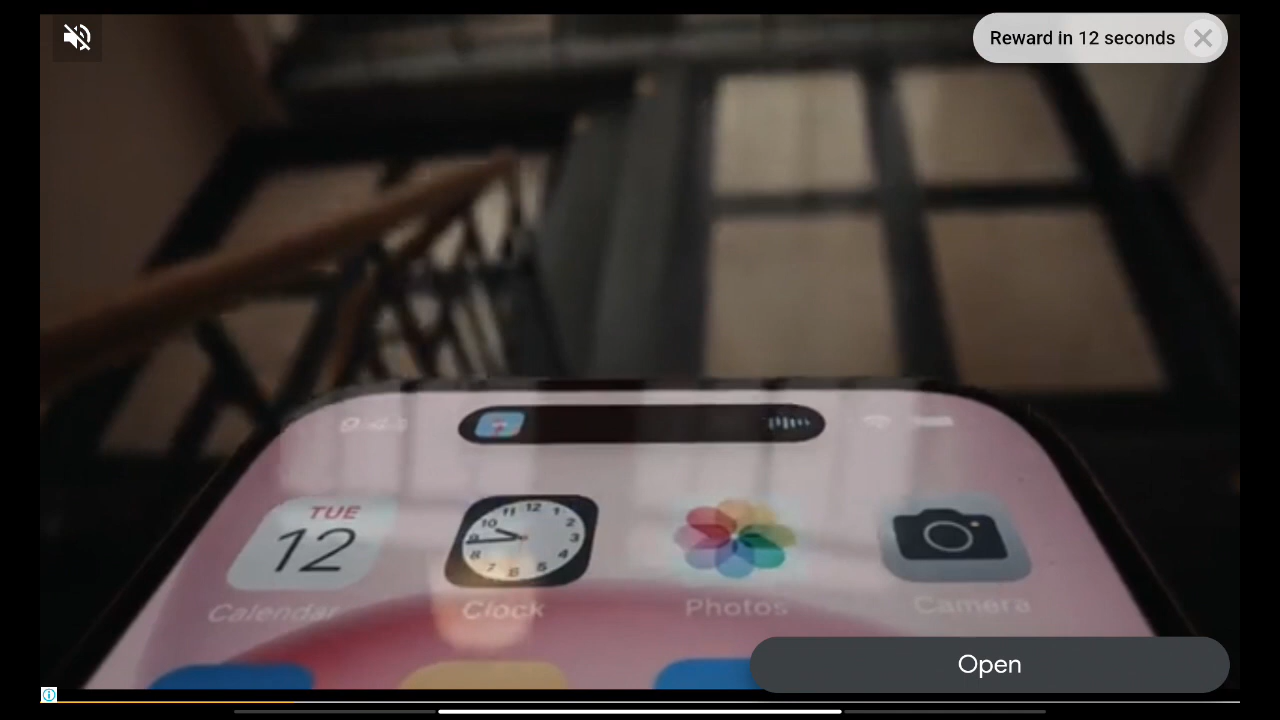 Reward in 12 seconds
TUE
12
Calendar
Clock
Photos
Camera
Open